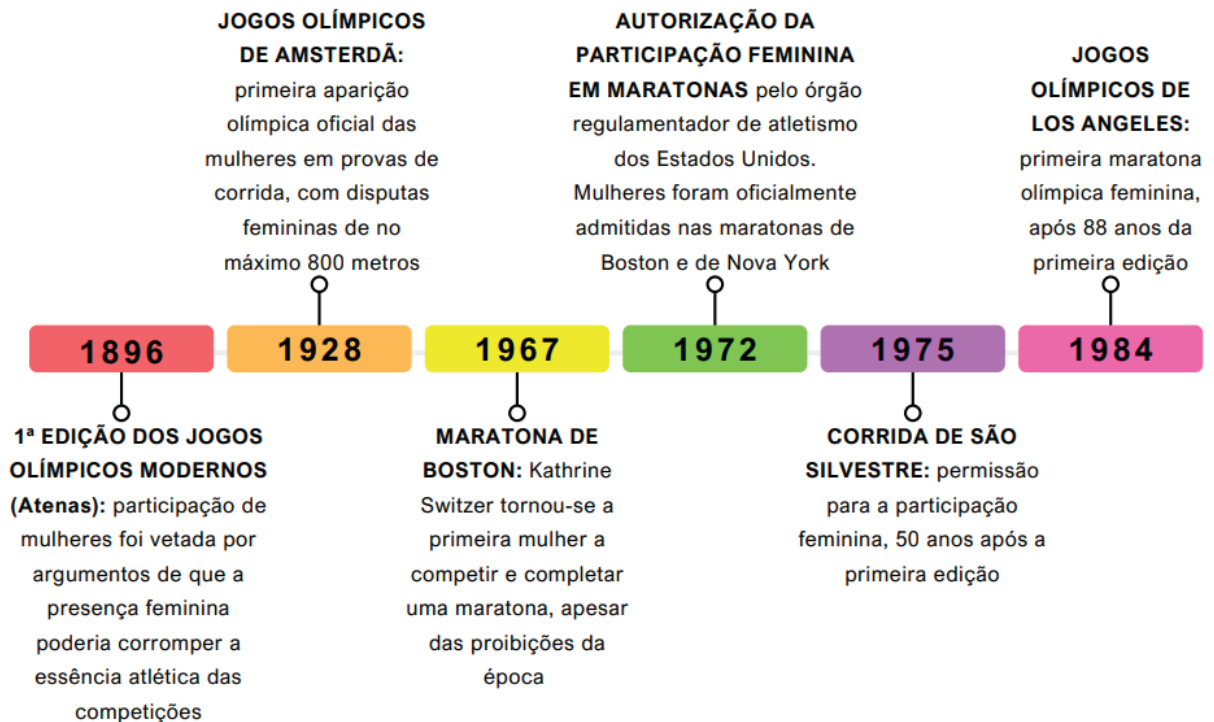 JOGOS OLÍMPICOS
DE AMSTERDÃ:
primeira aparição
olímpica oficial das
mulheres em provas de
corrida, com disputas
femininas de no
máximo 800 metros
AUTORIZAÇÃO DA
PARTICIPAÇÃO FEMININA
EM MARATONAS pelo órgão
regulamentador de atletismo
dos Estados Unidos.
Mulheres foram oficialmente
admitidas nas maratonas de
Boston e de Nova York
JOGOS
OLÍMPICOS DE
LOS ANGELES:
primeira maratona
olímpica feminina,
após 88 anos da
primeira edição
1896
1928
1967
1972
1975
1984
1ª EDIÇÃO DOS JOGOS
OLÍMPICOS MODERNOS
(Atenas): participação de
mulheres foi vetada por
argumentos de que a
presença feminina
poderia corromper a
essência atlética das
competições
MARATONA DE
BOSTON: Kathrine
Switzer tornou-se a
primeira mulher a
competir e completar
uma maratona, apesar
das proibições da
época
CORRIDA DE SÃO
SILVESTRE: permissão
para a participação
feminina, 50 anos após a
primeira edição